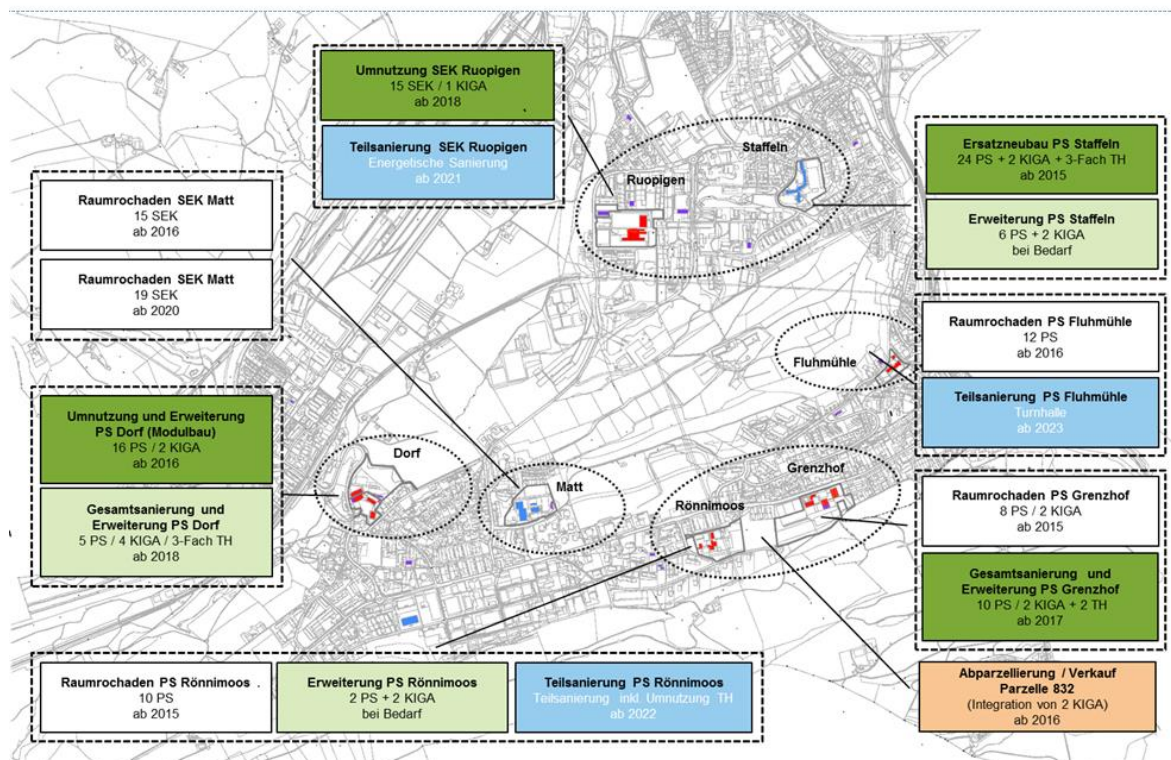 Umnutzung SEK Ruopigen
15 SEK / 1 KIGA
ab 2018
Teilsanierung SEK Ruopigen
Energetische Sanierung
ab 2021
Raumrochaden SEK Matt
15 SEK
ab 2016
Raumrochaden SEK Matt
19 SEK
ab 2020
Umnutzung und Erweiterung
PS Dorf (Modulbau)
16 PS / 2 KIGA
ab 2016
Gesamtsanierung und
Erweiterung PS Dorf
5 PS / 4 KIGA / 3-Fach TH
ab 2018
Staffeln
Ruopigen
Fluhmühle
Dorf
Matt
Grenzhof
Rönnimoos
Ersatzneubau PS Staffeln
24 PS + 2 KIGA + 3-Fach TH
ab 2015
Erweiterung PS Staffeln
6 PS + 2 KIGA
bei Bedarf
Raumrochaden PS Fluhmühle
12 PS
ab 2016
Teilsanierung PS Fluhmühle
Turnhalle
ab 2023
Raumrochaden PS Grenzhof
8 PS / 2 KIGA
ab 2015
Gesamtsanierung und
Erweiterung PS Grenzhof
10 PS / 2 KIGA + 2 TH
ab 2017
Raumrochaden PS Rönnimoos
10 PS
ab 2015
Erweiterung PS Rönnimoos
2 PS + 2 KIGA
bei Bedarf
Teilsanierung PS Rönnimoos
Teilsanierung inkl. Umnutzung TH
ab 2022
Abparzellierung / Verkauf
Parzelle 832
(Integration von 2 KIGA)
ab 2016